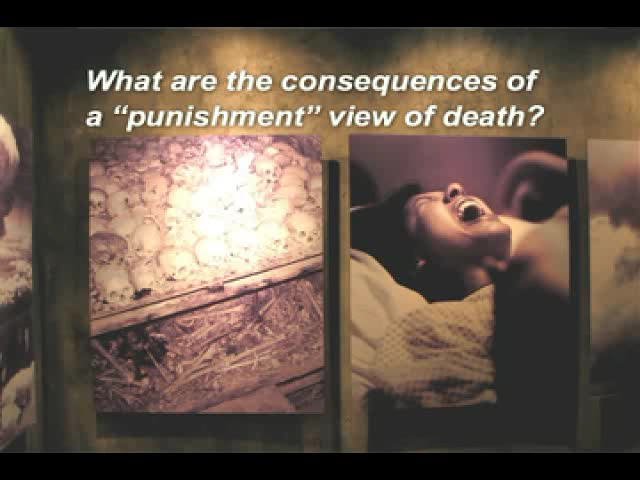 What are the consequences of
a “punishment” view of death?